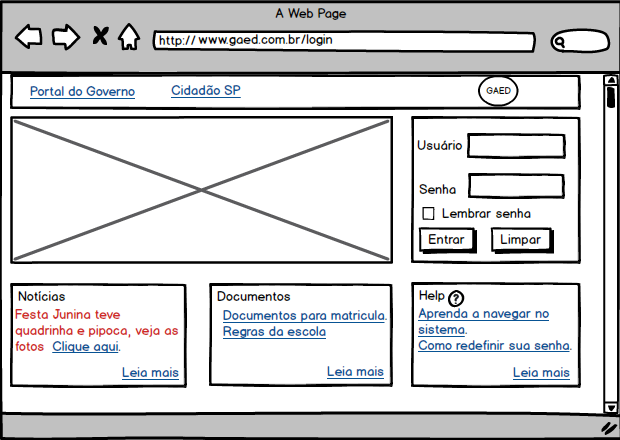 A Web Page
http:// www.gaed.com.br/login
Portal do Governo
Cidadão SP
GAED
Usuário
Senha
Lembrar senha
Entrar
Limpar
Notícias
Festa Junina teve
quadrinha e pipoca, veja as
fotos Clique aqui.
Leia mais
Documentos
Documentos para matricula.
Regras da escola
Leia mais
Help ?
Aprenda a navegar no
sistema.
Como redefinir sua senha.
Leia mais